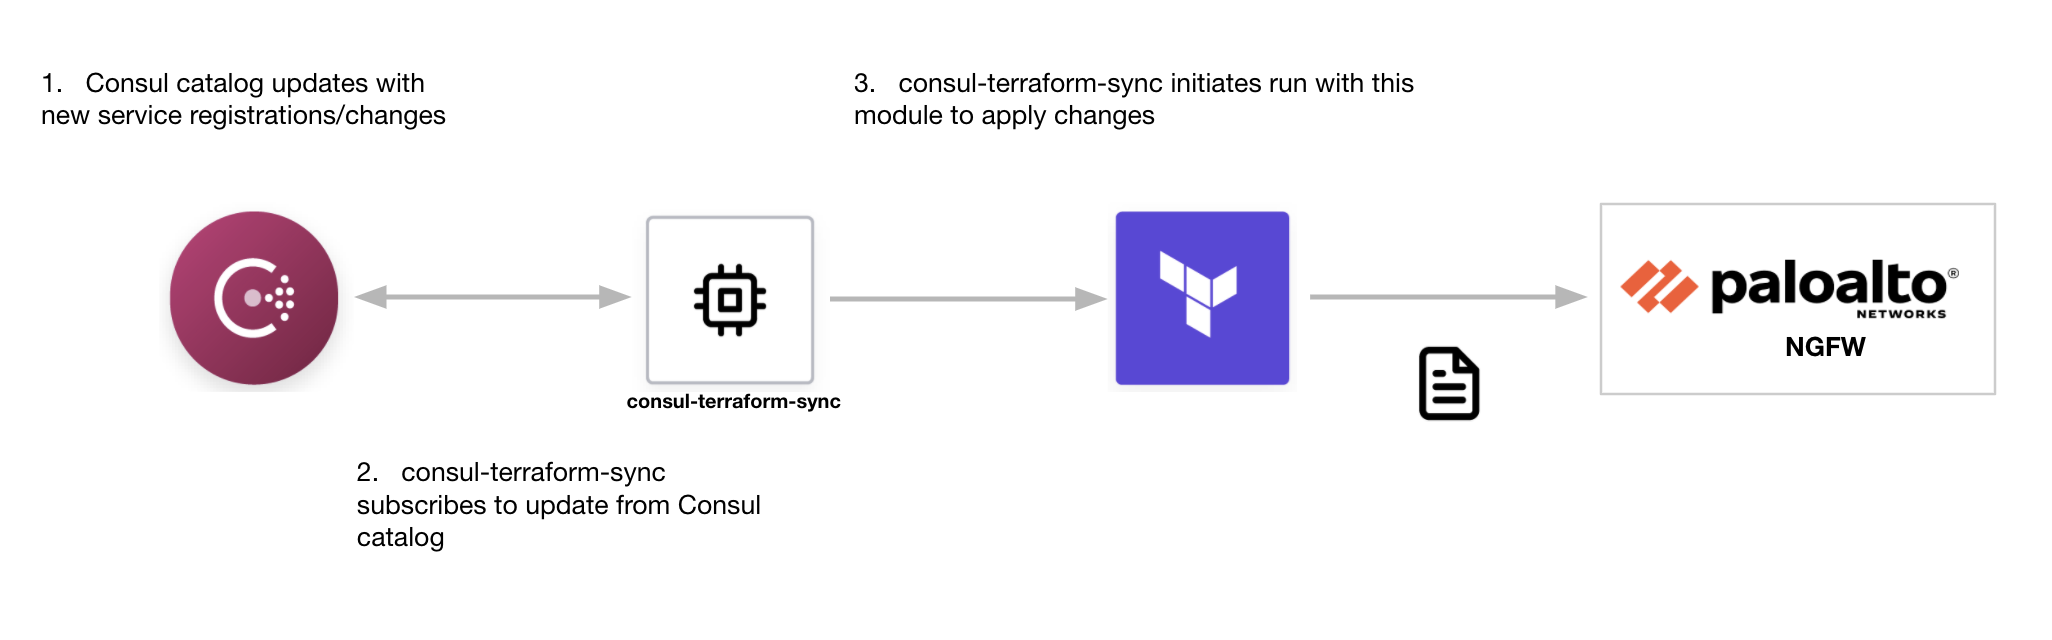 1. Consul catalog updates with
new service registrations/changes
3. consul-terraform-sync initiates run with this
module to apply changes
paloalto®
NETWORKS
NGFW
consul-terraform-sync
2. consul-terraform-sync
subscribes to update from Consul
catalog